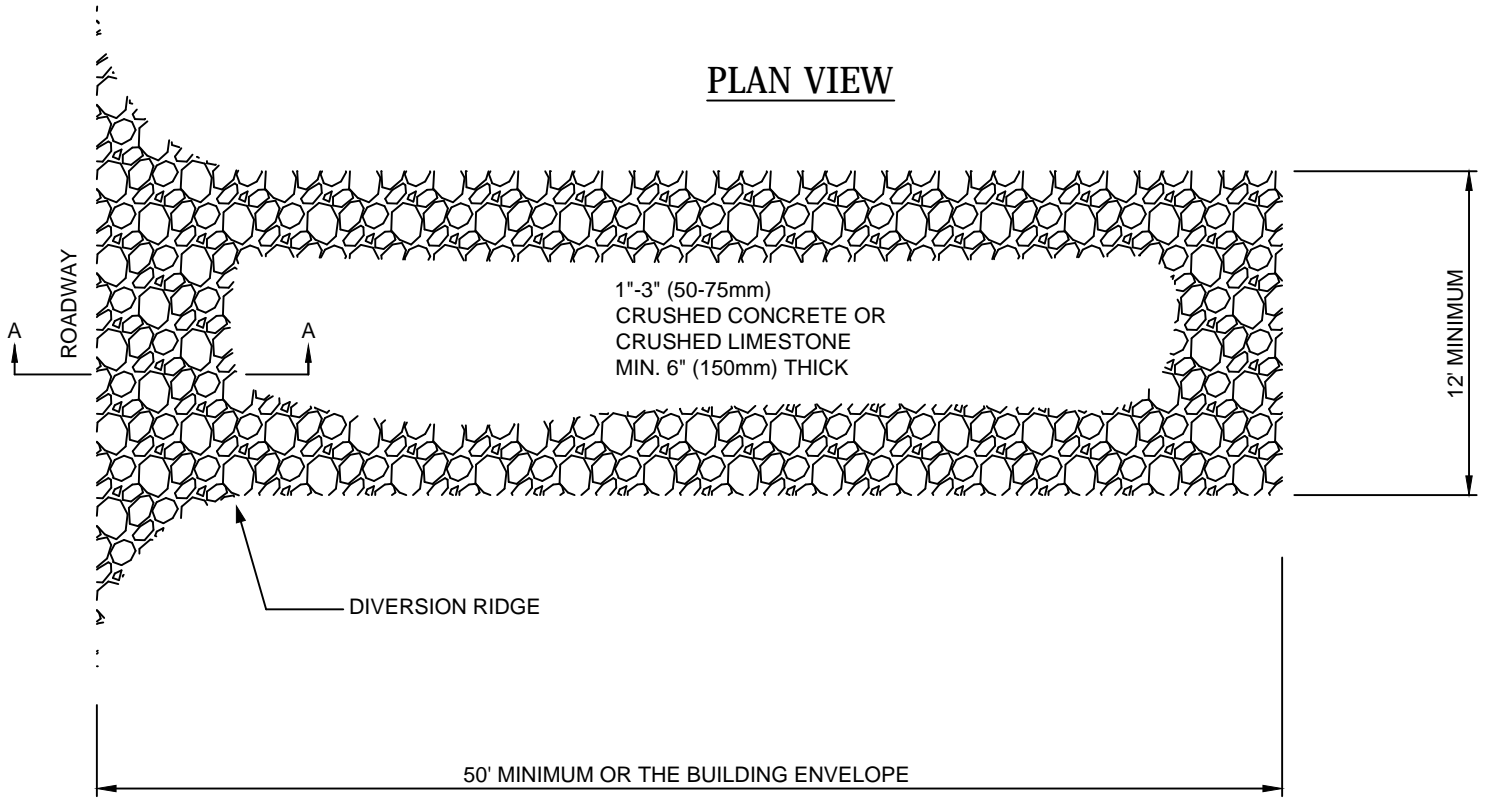 PLAN VIEW
ROADWAY
A
A
1"-3" (50-75mm)
CRUSHED CONCRETE OR
CRUSHED LIMESTONE
MIN. 6" (150mm) THICK
12' MINIMUM
DIVERSION RIDGE
50' MINIMUM OR THE BUILDING ENVELOPE